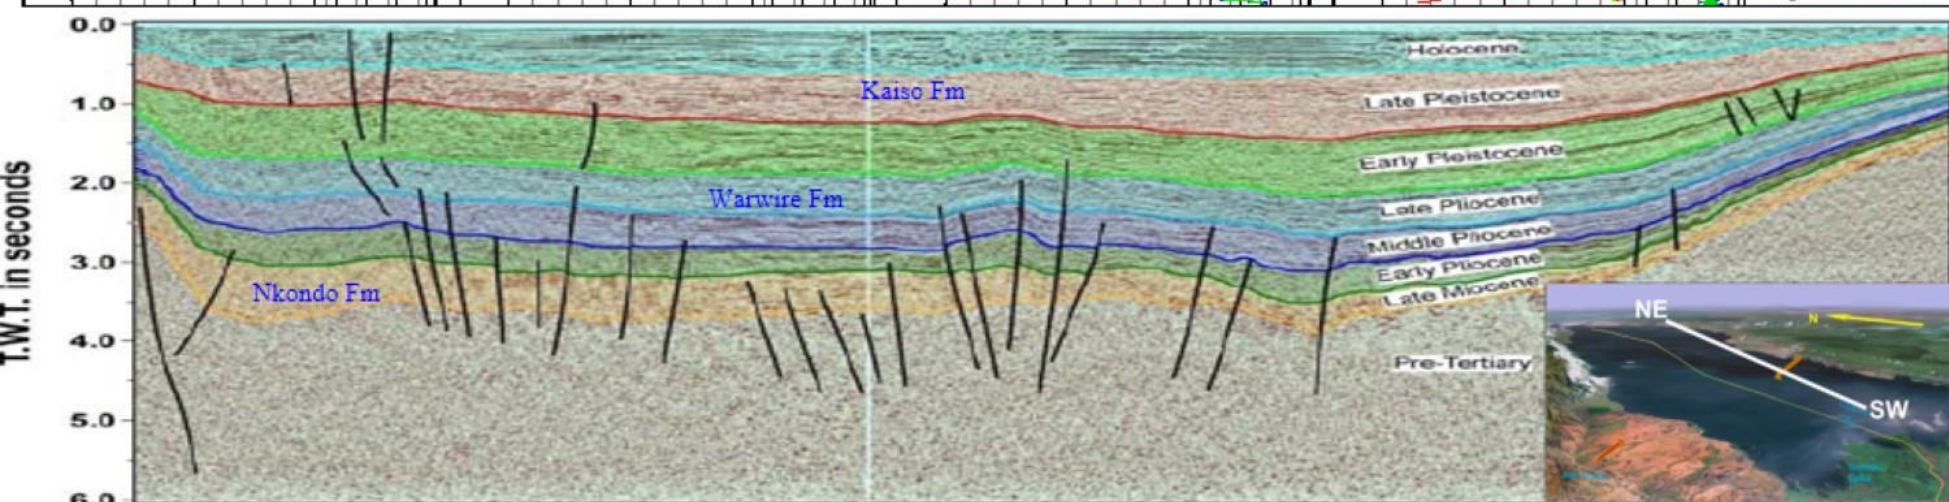 0.0
Holocene
Kaiso Fm
Late Pleistocene
1.0
Early Pleistocene
2.0
Warwire Fm
Late Pliocene
Middle Pliocene
T.W.T. in seconds
3.0
Early Pliocene
Nkondo Fm
Late Miocene
NE
N
4.0
Pre-Tertiary
SW
5.0
6.0